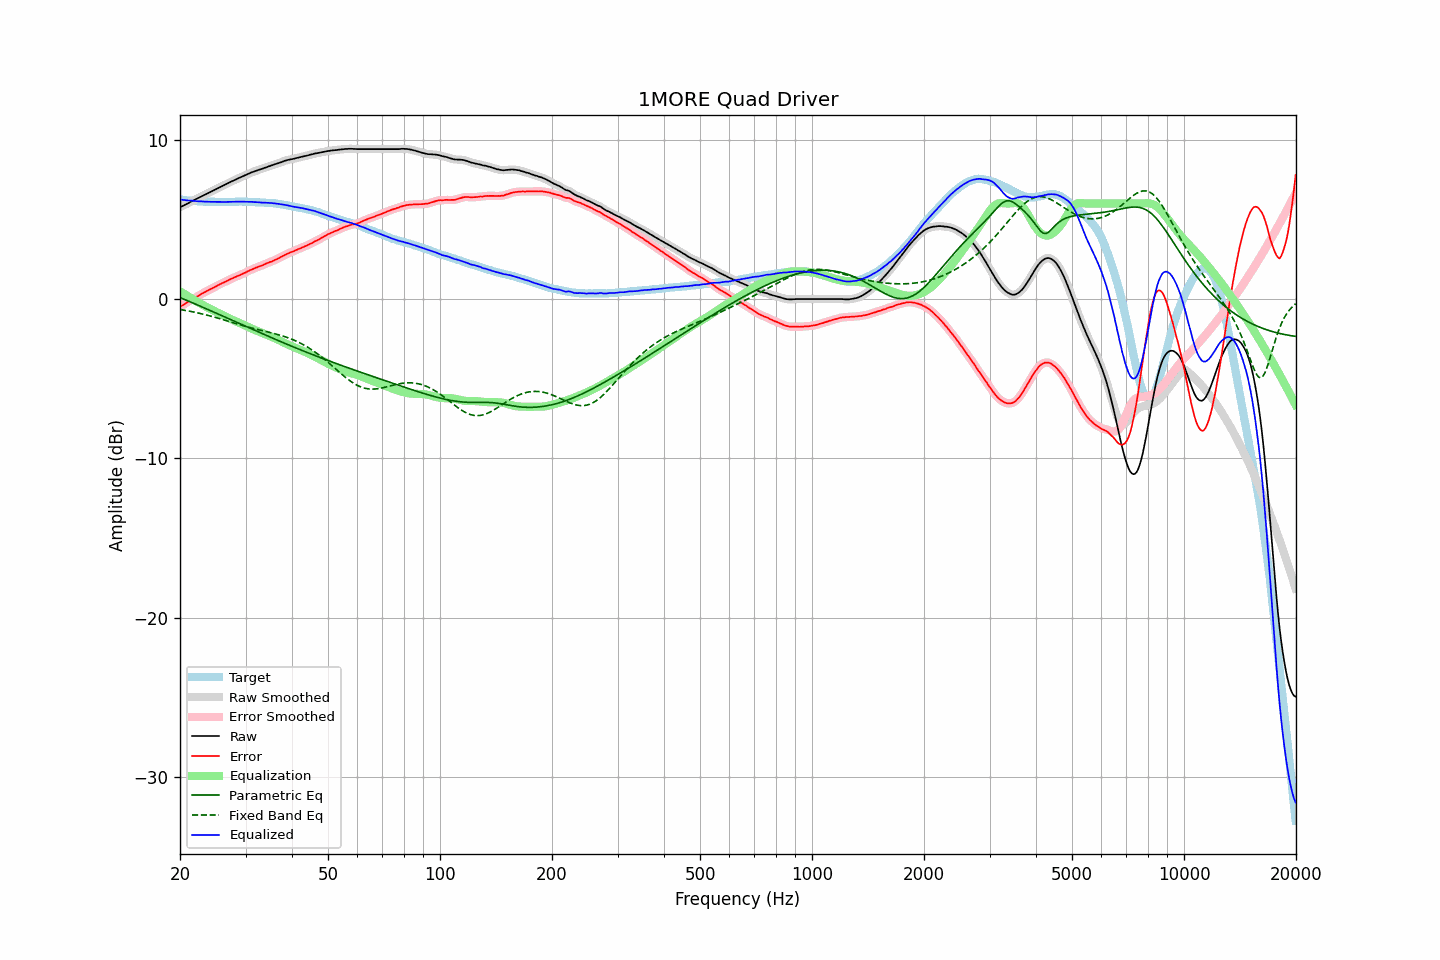 1MORE Quad Driver
Amplitude (dBr)
10
0
−10
−20
−30
Target
Raw Smoothed
Error Smoothed
Raw
Error
Equalization
Parametric Eq
Fixed Band Eq
Equalized
20 50 100 200 500 1000 2000 5000 10000 20000
Frequency (Hz)